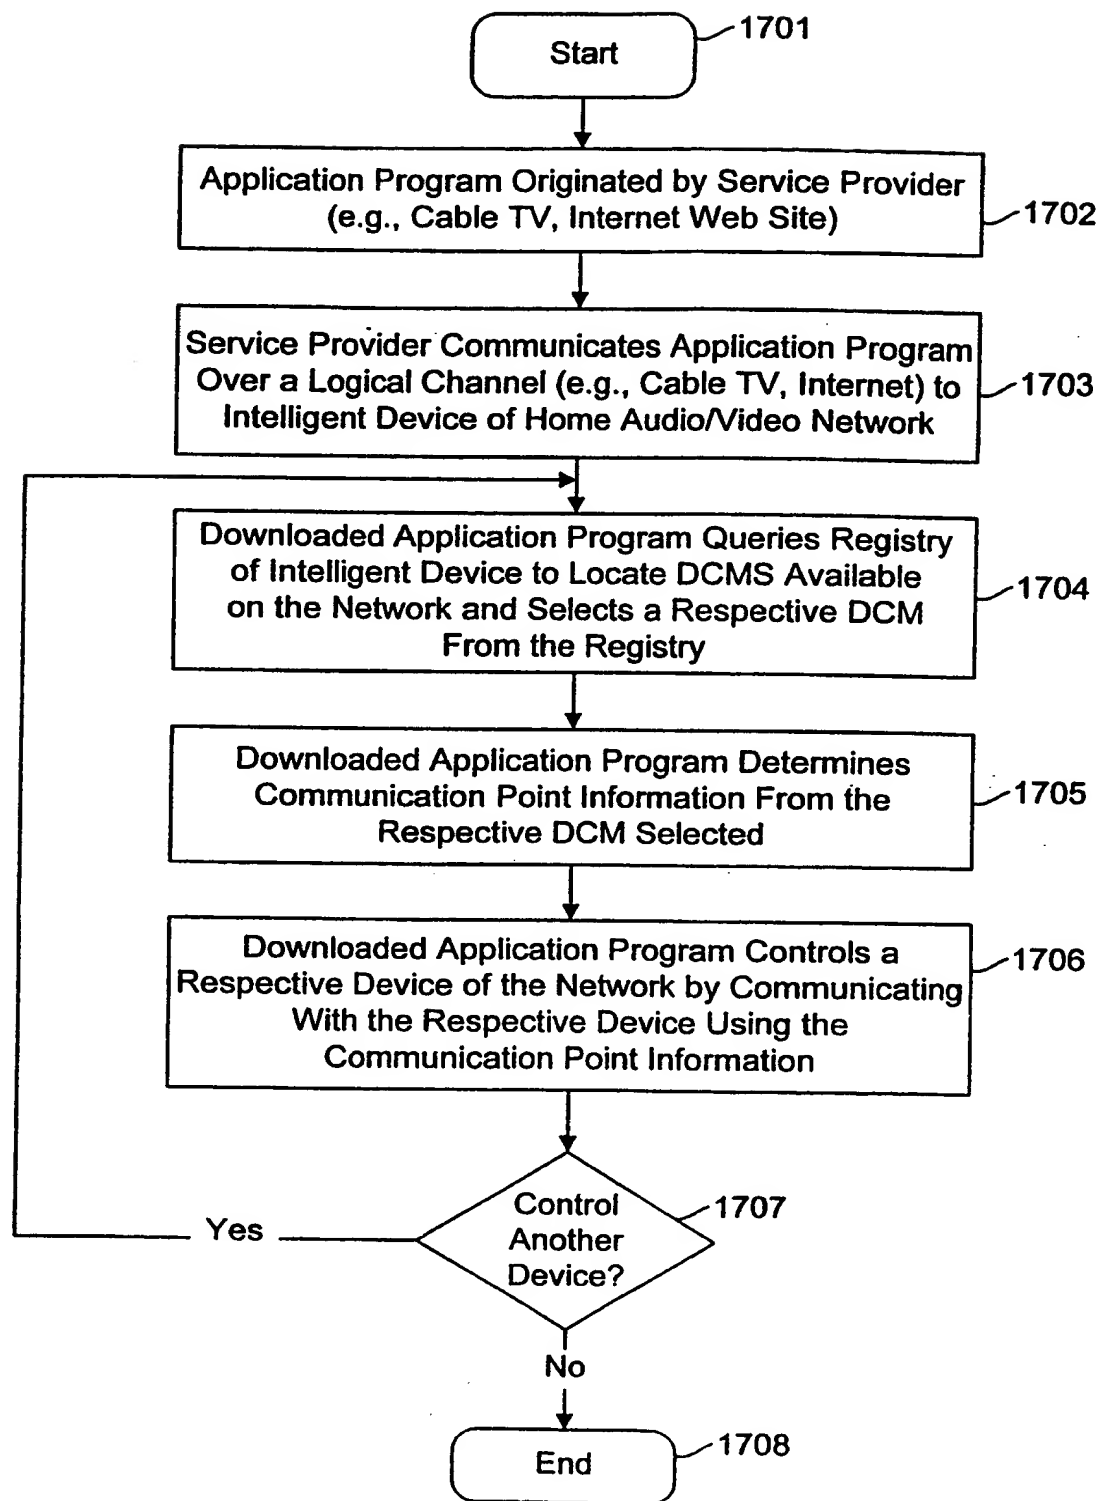 Start
1701
Application Program Originated by Service Provider
(e.g., Cable TV, Internet Web Site)
1702
Service Provider Communicates Application Program
Over a Logical Channel (e.g., Cable TV, Internet) to
Intelligent Device of Home Audio/Video Network
1703
Downloaded Application Program Queries Registry
of Intelligent Device to Locate DCMS Available
on the Network and Selects a Respective DCM
From the Registry
1704
Downloaded Application Program Determines
Communication Point Information From the
Respective DCM Selected
1705
Downloaded Application Program Controls a
Respective Device of the Network by Communicating
With the Respective Device Using the
Communication Point Information
1706
Control
Another
Device?
1707
Yes
No
End
1708